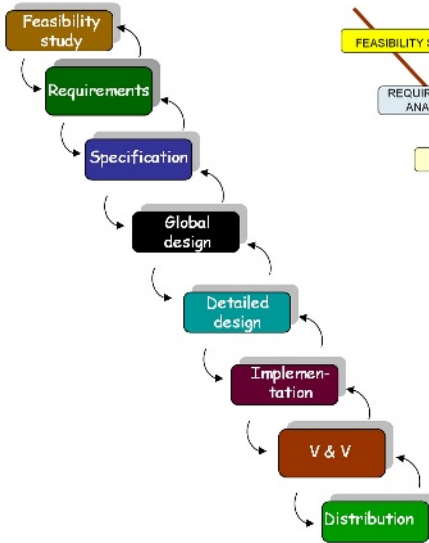 Feasibility
study
Requirements
Specification
Global
design
Detailed
design
Implemen-
tation
V & V
Distribution
FEASIBILITY S
REQUIR
ANA